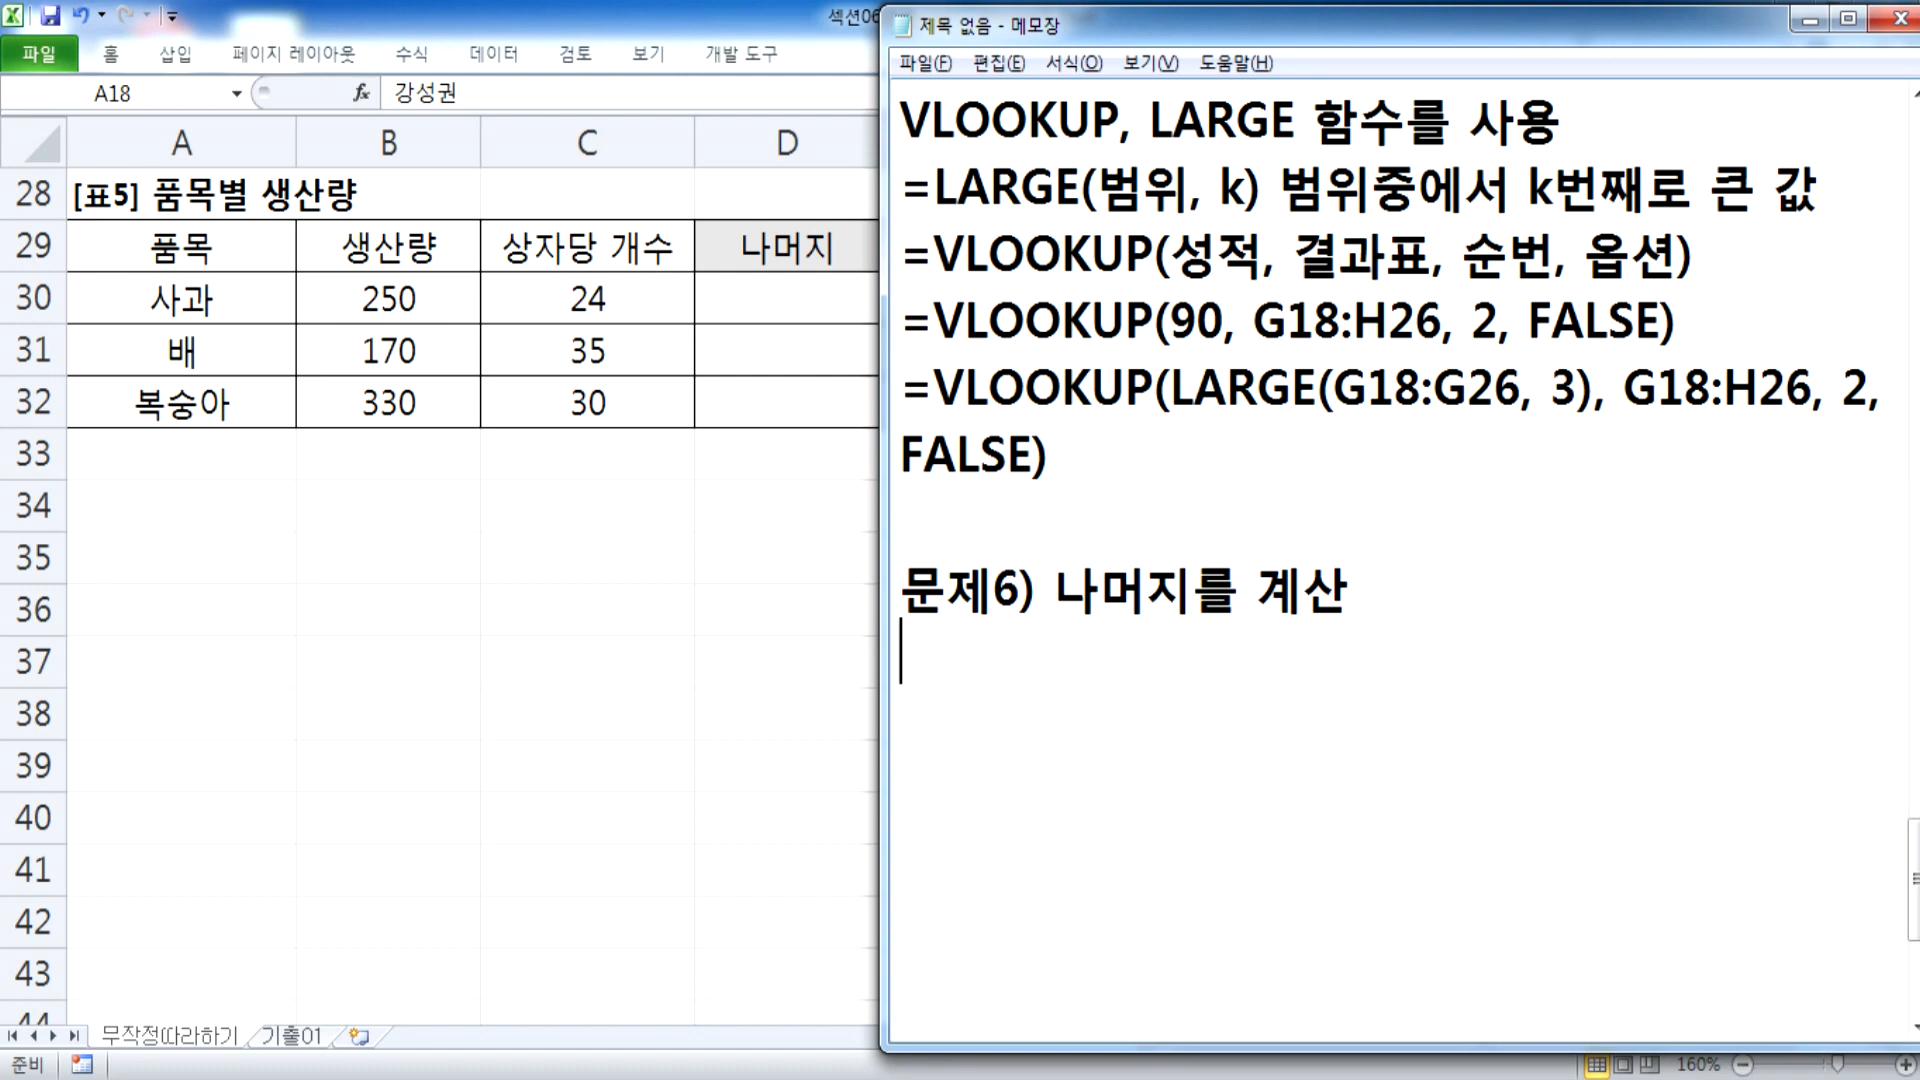 섹션06
파일 홈 삽입 페이지 레이아웃 수식 데이터 검토 보기 개발 도구
A18 fx 강성권
A B C D
28 [표5] 품목별 생산량
29 품목 생산량 상자당 개수 나머지
30 사과 250 24
31 배 170 35
32 복숭아 330 30
33
34
35
36
37
38
39
40
41
42
43
44
무작정따라하기 기출01
준비
제목 없음 - 메모장
파일(F) 편집(E) 서식(O) 보기(V) 도움말(H)
VLOOKUP, LARGE 함수를 사용
=LARGE(범위, k) 범위중에서 k번째로 큰 값
=VLOOKUP(성적, 결과표, 순번, 옵션)
=VLOOKUP(90, G18:H26, 2, FALSE)
=VLOOKUP(LARGE(G18:G26, 3), G18:H26, 2,
FALSE)
문제6) 나머지를 계산
160%